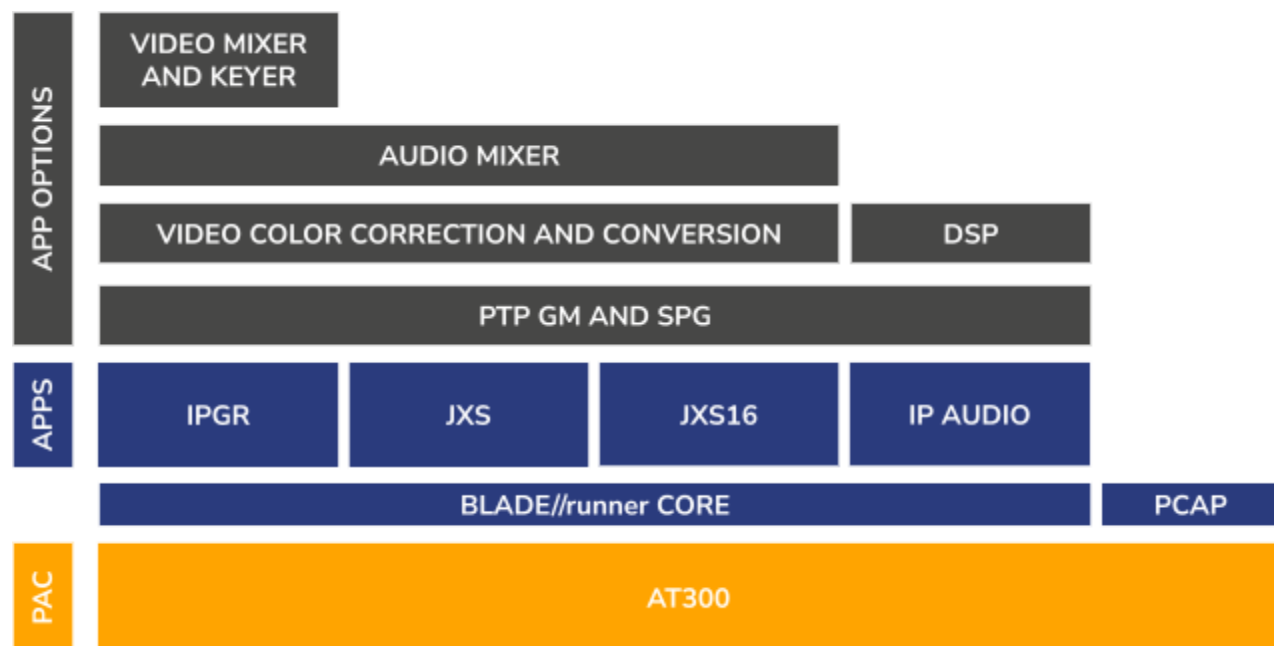 APP OPTIONS
VIDEO MIXER
AND KEYER
AUDIO MIXER
VIDEO COLOR CORRECTION AND CONVERSION
DSP
PTP GM AND SPG
APPS
IPGR
JXS
JXS16
IP AUDIO
BLADE//runner CORE
PCAP
PAC
AT300